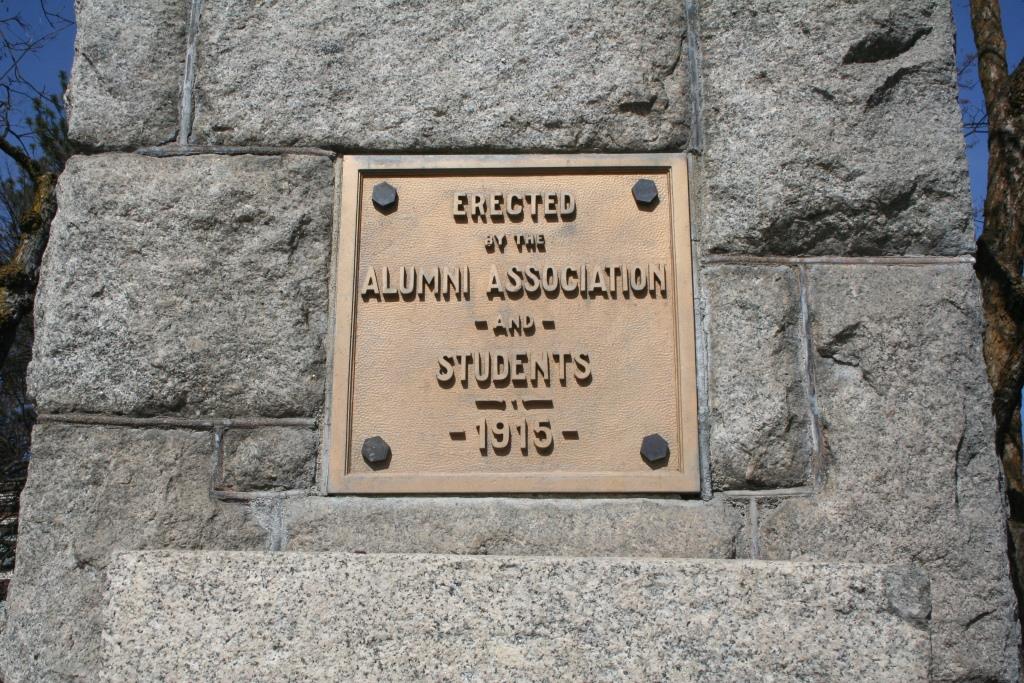 ERECTED
BY THE
ALUMNI ASSOCIATION
- AND -
STUDENTS
- 1915 -